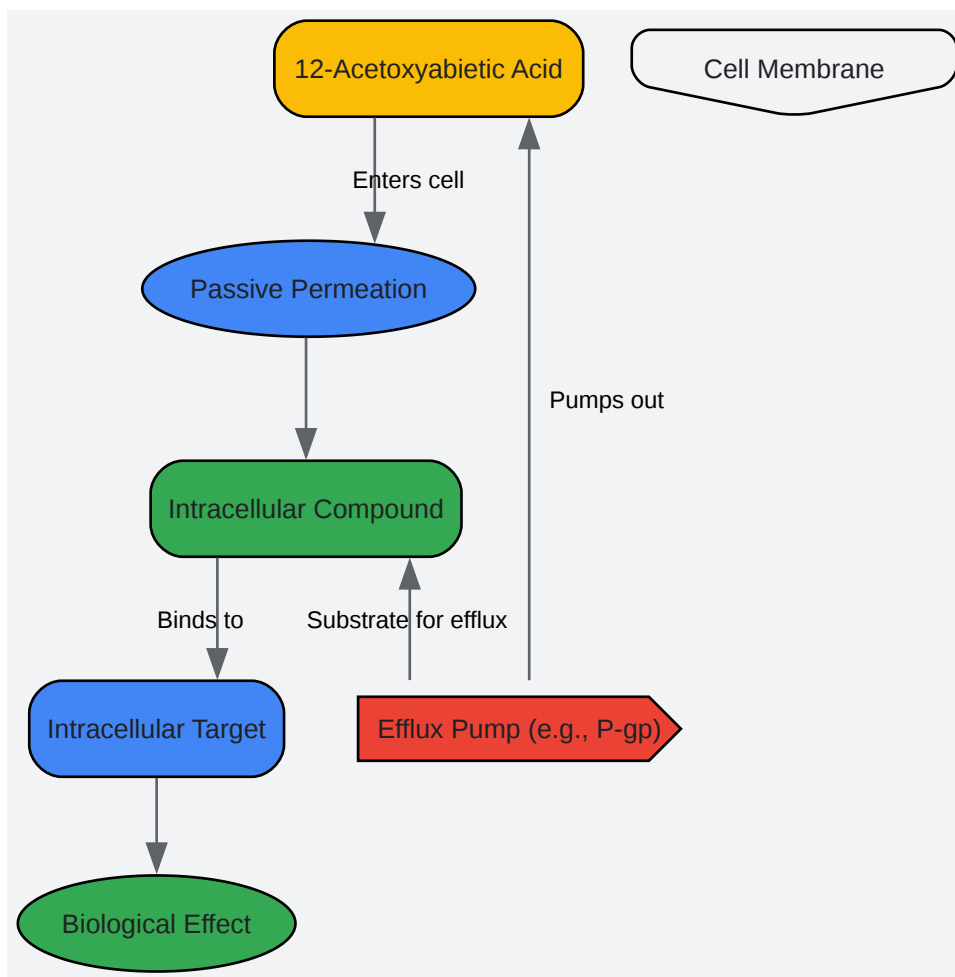 12-Acetoxyabietic Acid
Cell Membrane
Enters cell
Passive Permeation
Pumps out
Intracellular Compound
Binds to
Substrate for efflux
Intracellular Target
Efflux Pump (e.g., P-gp)
Biological Effect